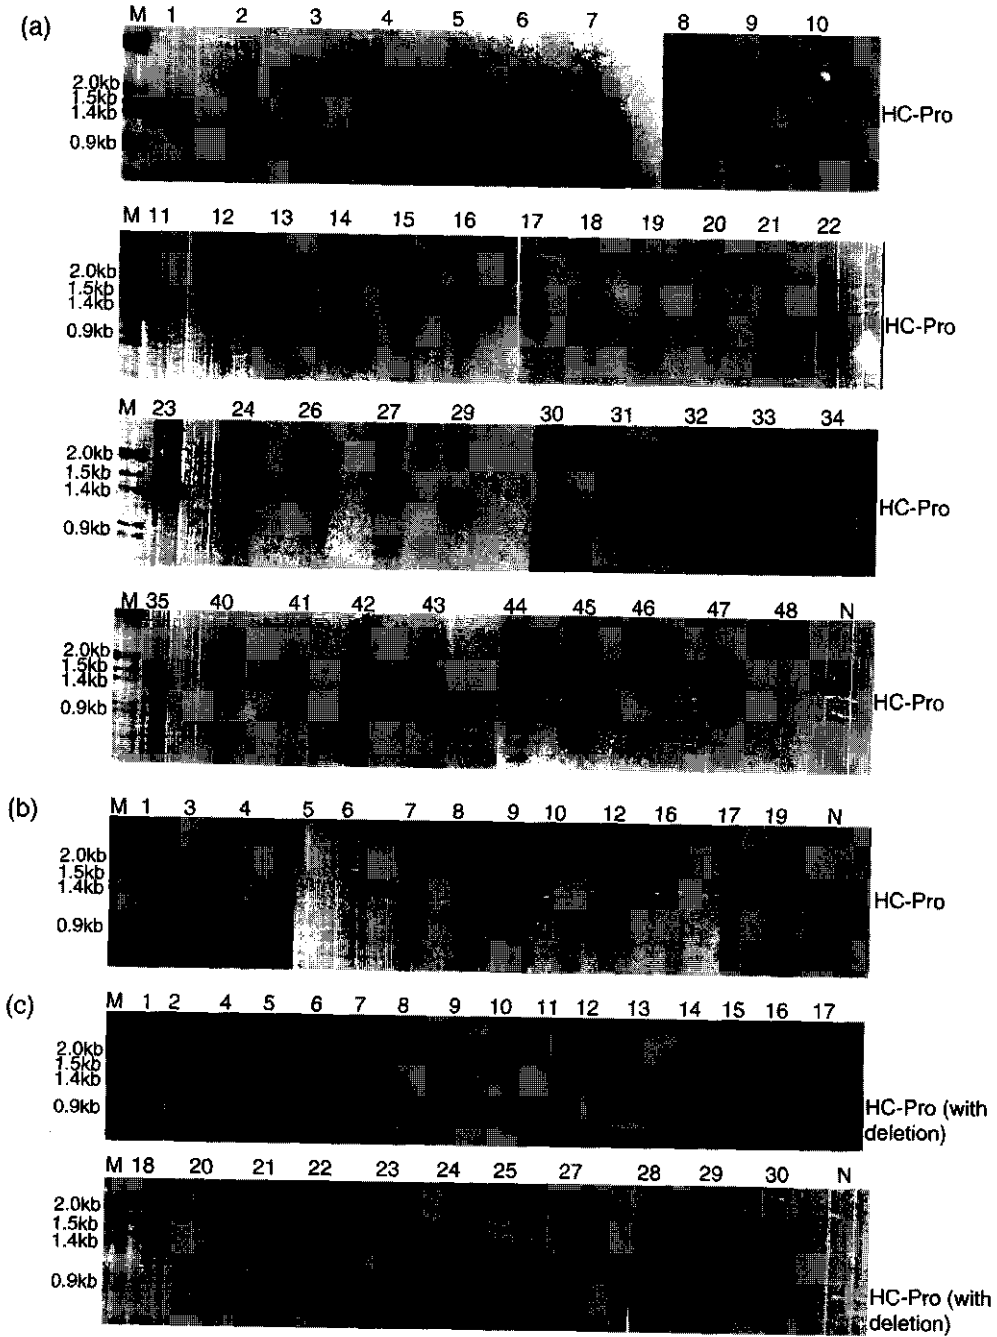 (a)
M 1 2 3 4 5 6 7 8 9 10
2.0kb
1.5kb
1.4kb
0.9kb
HC-Pro
M 11 12 13 14 15 16 17 18 19 20 21 22
2.0kb
1.5kb
1.4kb
0.9kb
HC-Pro
M 23 24 26 27 29 30 31 32 33 34
2.0kb
1.5kb
1.4kb
0.9kb
HC-Pro
M 35 40 41 42 43 44 45 46 47 48 N
2.0kb
1.5kb
1.4kb
0.9kb
HC-Pro
(b)
M 1 3 4 5 6 7 8 9 10 12 16 17 19 N
2.0kb
1.5kb
1.4kb
0.9kb
HC-Pro
(c)
M 1 2 4 5 6 7 8 9 10 11 12 13 14 15 16 17
2.0kb
1.5kb
1.4kb
0.9kb
HC-Pro (with
deletion)
M 18 20 21 22 23 24 25 27 28 29 30 N
2.0kb
1.5kb
1.4kb
0.9kb
HC-Pro (with
deletion)